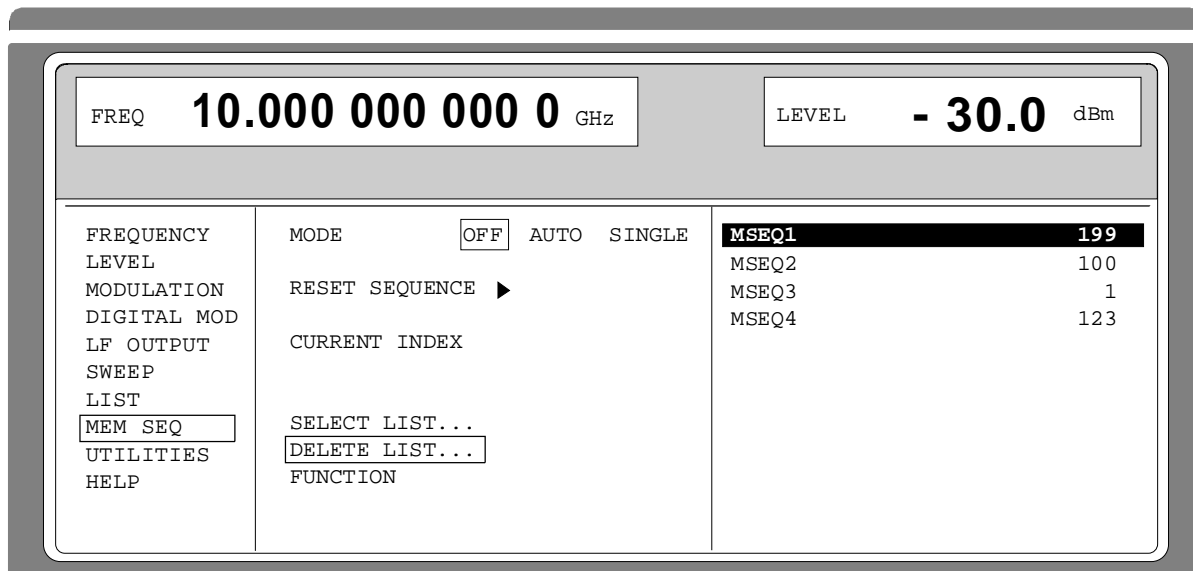 FREQ 10.000 000 000 0 GHz
LEVEL - 30.0 dBm
FREQUENCY
LEVEL
MODULATION
DIGITAL MOD
LF OUTPUT
SWEEP
LIST
MEM SEQ
UTILITIES
HELP
MODE OFF AUTO SINGLE
RESET SEQUENCE
CURRENT INDEX
SELECT LIST...
DELETE LIST...
FUNCTION
MSEQ1 199
MSEQ2 100
MSEQ3 1
MSEQ4 123